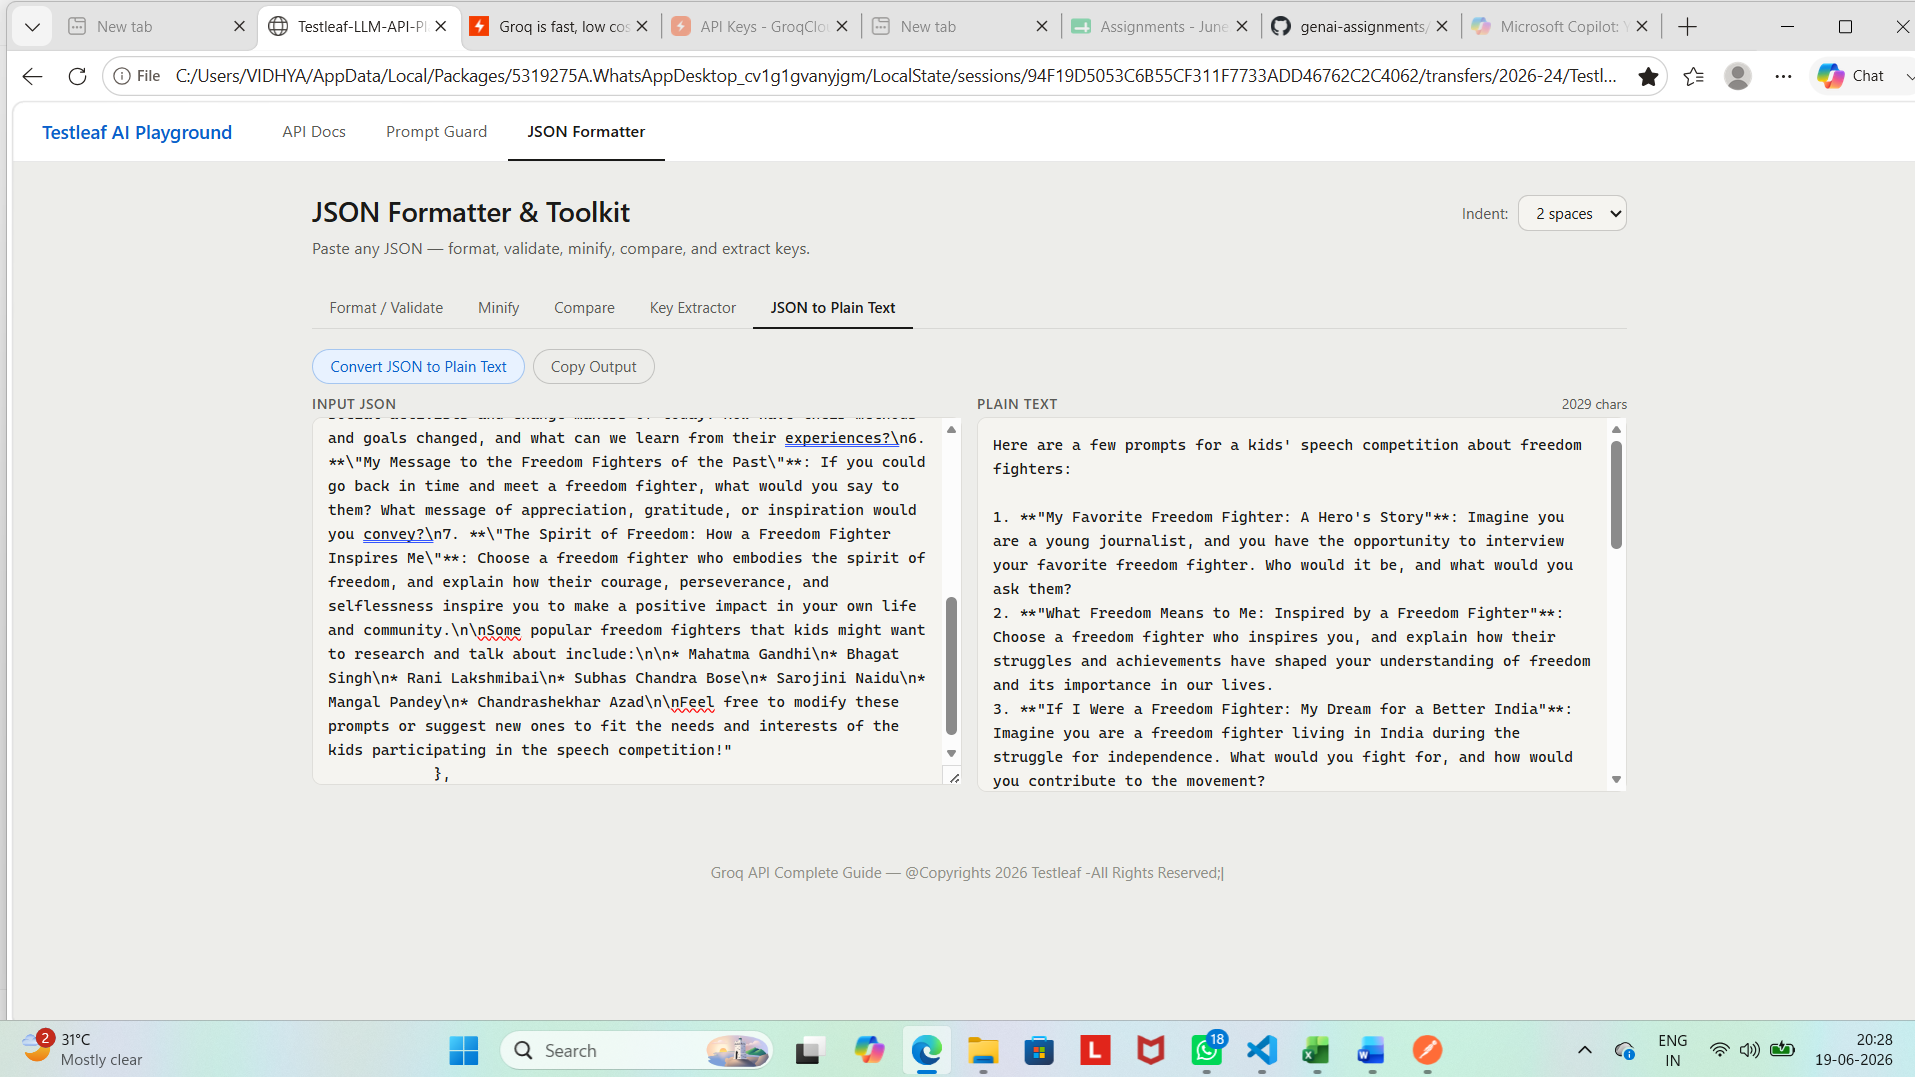 New tab
Testleaf-LLM-API-Pl
Groq is fast, low cos
API Keys - GroqClou
New tab
Assignments - June
genai-assignments/
Microsoft Copilot: Y
File
C:/Users/VIDHYA/AppData/Local/Packages/5319275A.WhatsAppDesktop_cv1g1gvanyjgm/LocalState/sessions/94F19D5053C6B55CF311F7733ADD46762C2C4062/transfers/2026-24/Testl...
Chat
Testleaf AI Playground
API Docs
Prompt Guard
JSON Formatter
JSON Formatter & Toolkit
Indent:
2 spaces
Paste any JSON — format, validate, minify, compare, and extract keys.
Format / Validate
Minify
Compare
Key Extractor
JSON to Plain Text
Convert JSON to Plain Text
Copy Output
INPUT JSON
and goals changed, and what can we learn from their experiences?\n6.
**\"My Message to the Freedom Fighters of the Past\"**: If you could
go back in time and meet a freedom fighter, what would you say to
them? What message of appreciation, gratitude, or inspiration would
you convey?\n7. **\"The Spirit of Freedom: How a Freedom Fighter
Inspires Me\"**: Choose a freedom fighter who embodies the spirit of
freedom, and explain how their courage, perseverance, and
selflessness inspire you to make a positive impact in your own life
and community.\n\nSome popular freedom fighters that kids might want
to research and talk about include:\n\n* Mahatma Gandhi\n* Bhagat
Singh\n* Rani Lakshmibai\n* Subhas Chandra Bose\n* Sarojini Naidu\n*
Mangal Pandey\n* Chandrashekhar Azad\n\nFeel free to modify these
prompts or suggest new ones to fit the needs and interests of the
kids participating in the speech competition!"
},
PLAIN TEXT
2029 chars
Here are a few prompts for a kids' speech competition about freedom
fighters:
1. **"My Favorite Freedom Fighter: A Hero's Story"**: Imagine you
are a young journalist, and you have the opportunity to interview
your favorite freedom fighter. Who would it be, and what would you
ask them?
2. **"What Freedom Means to Me: Inspired by a Freedom Fighter"**:
Choose a freedom fighter who inspires you, and explain how their
struggles and achievements have shaped your understanding of freedom
and its importance in our lives.
3. **"If I Were a Freedom Fighter: My Dream for a Better India"**:
Imagine you are a freedom fighter living in India during the
struggle for independence. What would you fight for, and how would
you contribute to the movement?
Groq API Complete Guide — @Copyrights 2026 Testleaf -All Rights Reserved;|
2
31°C
Mostly clear
Search
L
18
ENG
IN
20:28
19-06-2026